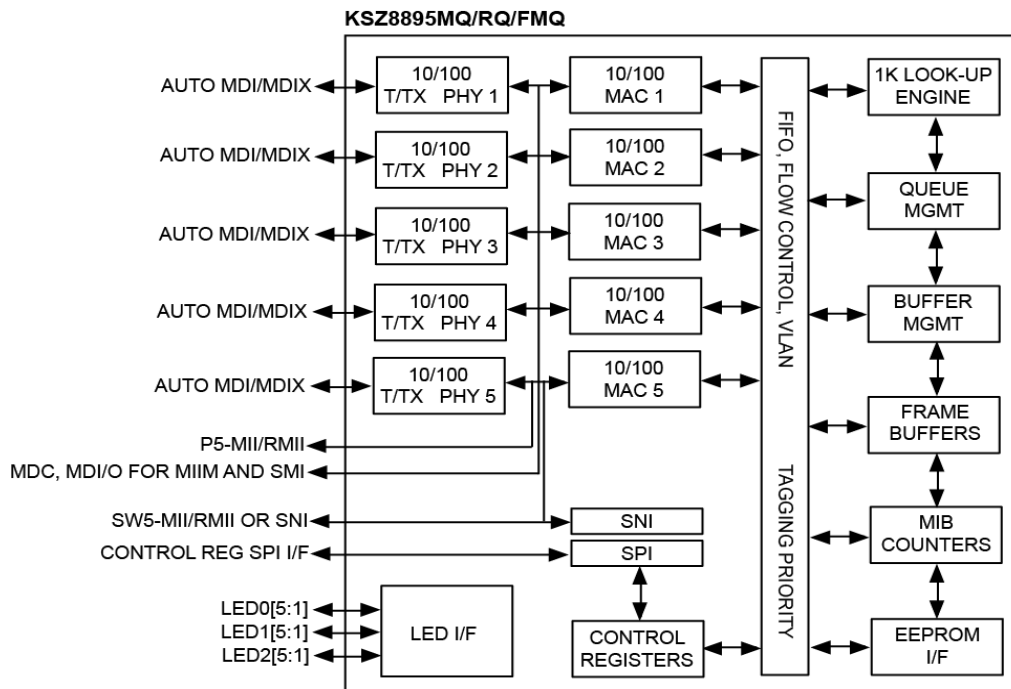 KSZ8895MQ/RQ/FMQ
AUTO MDI/MDIX
10/100
T/TX PHY 1
10/100
MAC 1
1K LOOK-UP
ENGINE
AUTO MDI/MDIX
10/100
T/TX PHY 2
10/100
MAC 2
QUEUE
MGMT
AUTO MDI/MDIX
10/100
T/TX PHY 3
10/100
MAC 3
AUTO MDI/MDIX
10/100
T/TX PHY 4
10/100
MAC 4
BUFFER
MGMT
AUTO MDI/MDIX
10/100
T/TX PHY 5
10/100
MAC 5
FRAME
BUFFERS
FIFO, FLOW CONTROL, VLAN TAGGING PRIORITY
P5-MII/RMII
MDC, MDI/O FOR MIIM AND SMI
SW5-MII/RMII OR SNI
SNI
MIB
COUNTERS
CONTROL REG SPI I/F
SPI
LED0[5:1]
LED1[5:1]
LED2[5:1]
LED I/F
CONTROL
REGISTERS
EEPROM
I/F